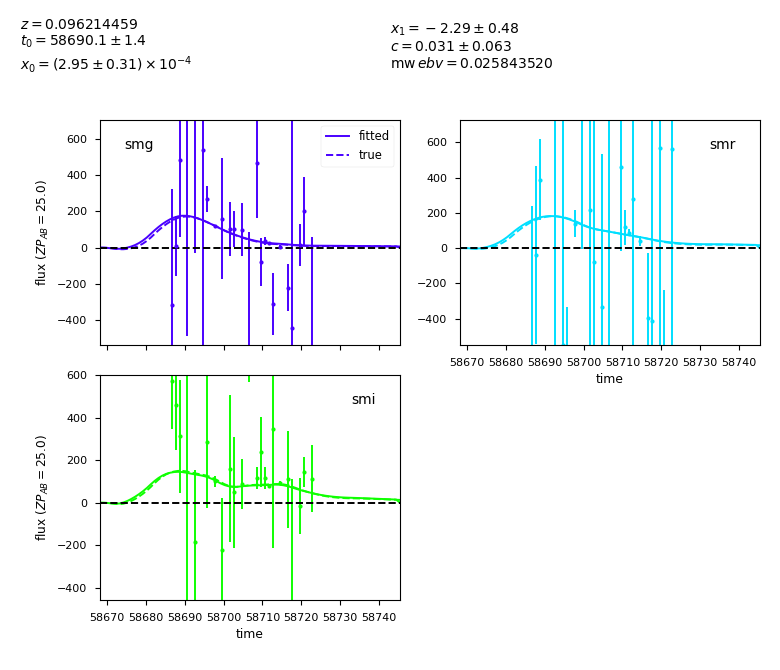 z = 0.096214459
t₀ = 58690.1 ± 1.4
x₀ = (2.95 ± 0.31) × 10⁻⁴
x₁ = −2.29 ± 0.48
c = 0.031 ± 0.063
mw ebv = 0.025843520
smg
fitted
true
flux (ZP_AB = 25.0)
600
400
200
0
−200
−400
smr
600
400
200
0
−200
−400
58670 58680 58690 58700 58710 58720 58730 58740
time
smi
flux (ZP_AB = 25.0)
600
400
200
0
−200
−400
58670 58680 58690 58700 58710 58720 58730 58740
time